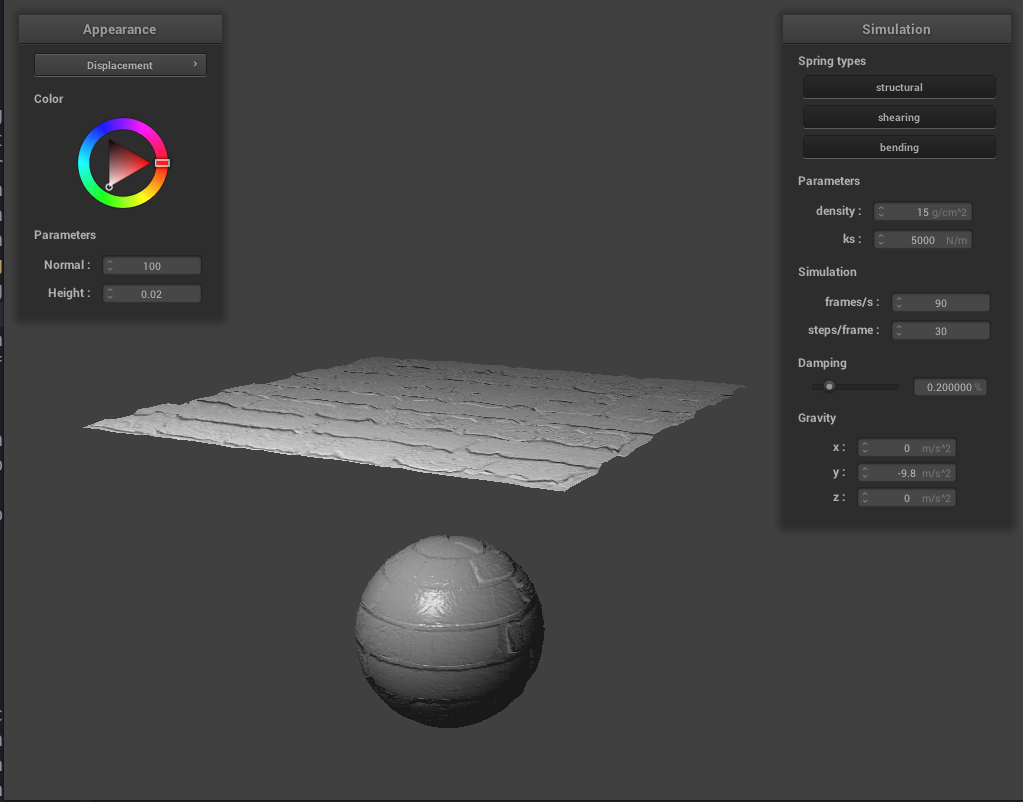 Appearance
Displacement
Color
Parameters
Normal : 100
Height : 0.02
Simulation
Spring types
structural
shearing
bending
Parameters
density : 15 g/cm^2
ks : 5000 N/m
Simulation
frames/s : 90
steps/frame : 30
Damping
0.200000 %
Gravity
x : 0 m/s^2
y : -9.8 m/s^2
z : 0 m/s^2